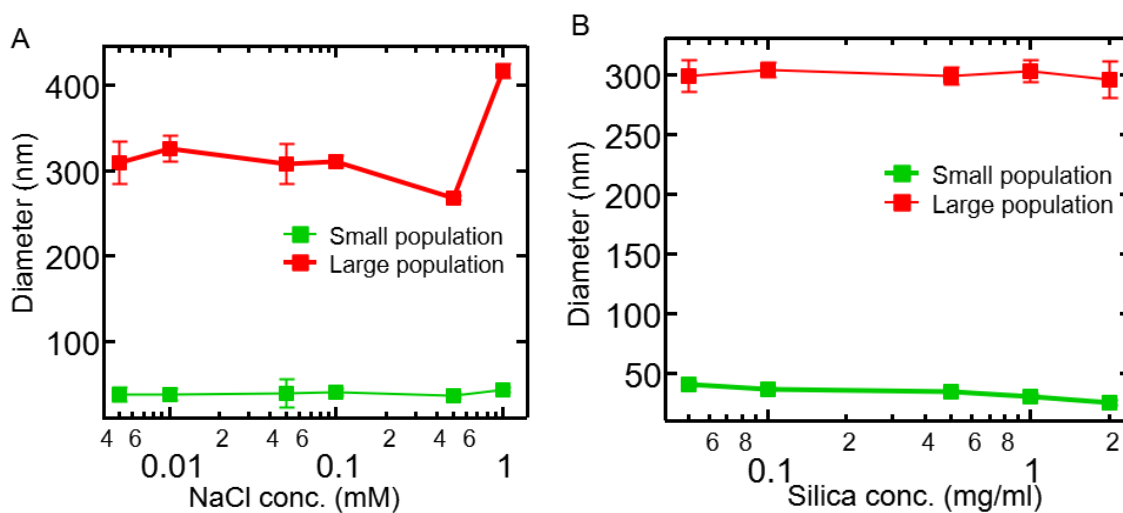 A
400
300
200
100
Diameter (nm)
Small population
Large population
4 6 2 4 6 2 4 6
0.01 0.1 1
NaCl conc. (mM)
B
300
250
200
150
100
50
Diameter (nm)
Small population
Large population
6 8 2 4 6 8 2
0.1 1
Silica conc. (mg/ml)